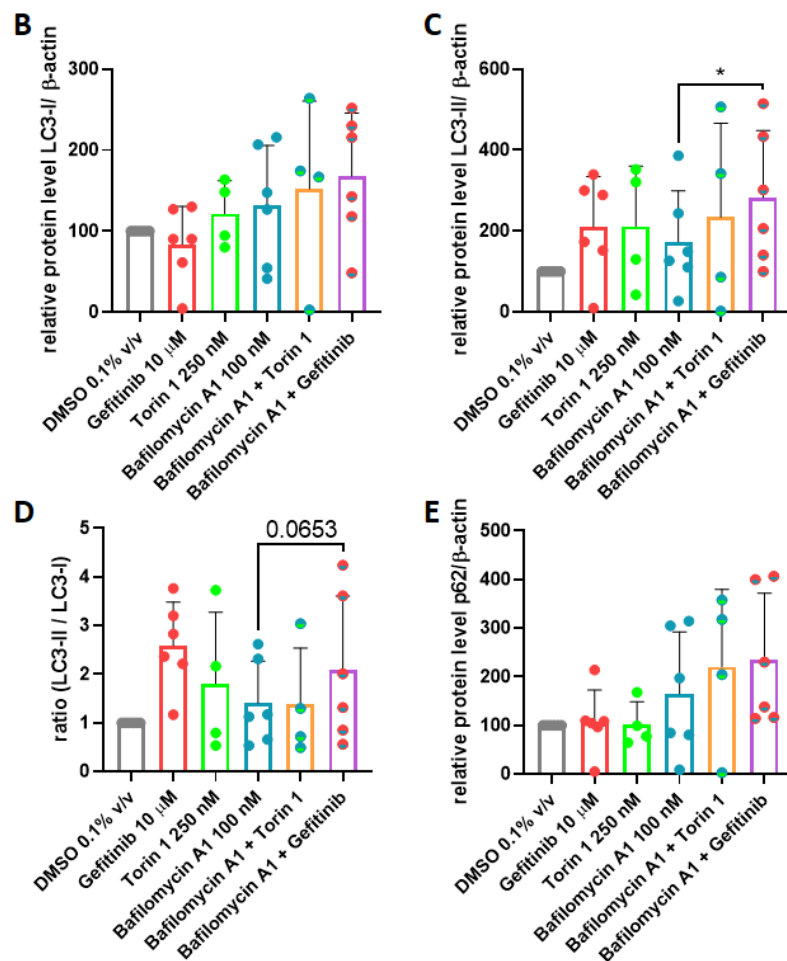 B
relative protein level LC3-I/ β-actin
300
200
100
0
DMSO 0.1% v/v
Gefitinib 10 μM
Torin 1 250 nM
Bafilomycin A1 100 nM
Bafilomycin A1 + Torin 1
Bafilomycin A1 + Gefitinib
C
relative protein level LC3-II/ β-actin
600
400
200
0
*
DMSO 0.1% v/v
Gefitinib 10 μM
Torin 1 250 nM
Bafilomycin A1 100 nM
Bafilomycin A1 + Torin 1
Bafilomycin A1 + Gefitinib
D
ratio (LC3-II / LC3-I)
5
4
3
2
1
0
0.0653
DMSO 0.1% v/v
Gefitinib 10 μM
Torin 1 250 nM
Bafilomycin A1 100 nM
Bafilomycin A1 + Torin 1
Bafilomycin A1 + Gefitinib
E
relative protein level p62/β-actin
500
400
300
200
100
0
DMSO 0.1% v/v
Gefitinib 10 μM
Torin 1 250 nM
Bafilomycin A1 100 nM
Bafilomycin A1 + Torin 1
Bafilomycin A1 + Gefitinib